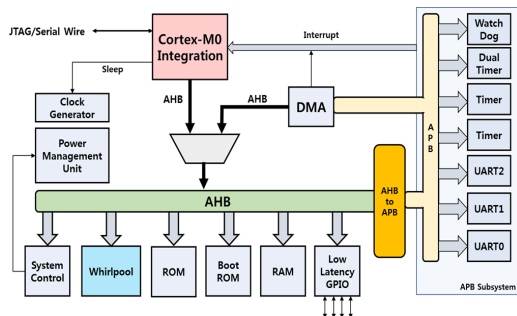 JTAG/Serial Wire
Cortex-M0
Integration
Interrupt
Sleep
AHB
AHB
DMA
Clock
Generator
Power
Management
Unit
AHB
AHB
to
APB
A
P
B
Watch
Dog
Dual
Timer
Timer
Timer
UART2
UART1
UART0
System
Control
Whirlpool
ROM
Boot
ROM
RAM
Low
Latency
GPIO
APB Subsystem